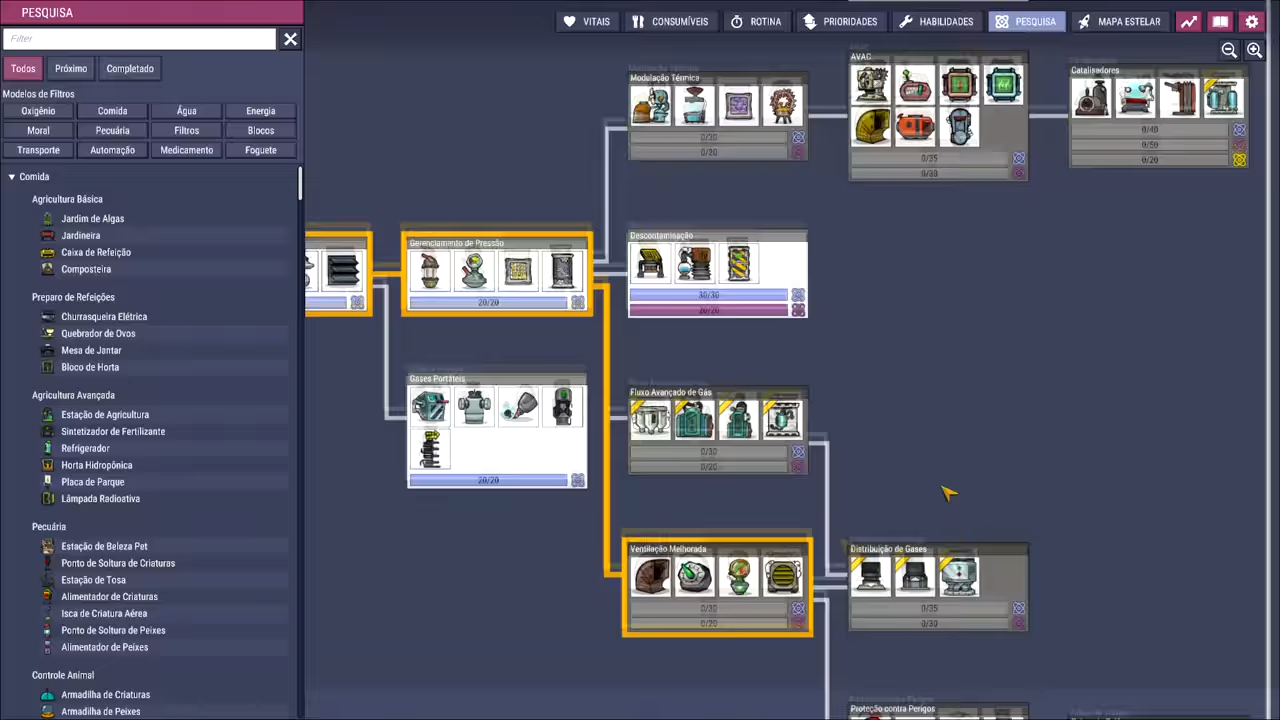 PESQUISA
VITAIS
CONSUMÍVEIS
ROTINA
PRIORIDADES
HABILIDADES
PESQUISA
MAPA ESTELAR
Filter
Todos
Próximo
Completado
Modelos de Filtros
Oxigênio
Comida
Água
Energia
Moral
Pecuária
Filtros
Blocos
Transporte
Automação
Medicamento
Foguete
Comida
Agricultura Básica
Jardim de Algas
Jardineira
Caixa de Refeição
Composteira
Preparo de Refeições
Churrasqueira Elétrica
Quebrador de Ovos
Mesa de Jantar
Bloco de Horta
Agricultura Avançada
Estação de Agricultura
Sintetizador de Fertilizante
Refrigerador
Horta Hidropônica
Placa de Parque
Lâmpada Radioativa
Pecuária
Estação de Beleza Pet
Ponto de Soltura de Criaturas
Estação de Tosa
Alimentador de Criaturas
Isca de Criatura Aérea
Ponto de Soltura de Peixes
Alimentador de Peixes
Controle Animal
Armadilha de Criaturas
Armadilha de Peixes
Modulação Térmica
0/30
0/20
AVAC
0/35
0/30
Catalisadores
0/40
0/50
0/20
Gerenciamento de Pressão
20/20
Descontaminação
30/30
20/20
Gases Portáteis
20/20
Fluxo Avançado de Gás
0/30
0/20
Ventilação Melhorada
0/30
0/20
Distribuição de Gases
0/35
0/30
Proteção contra Perigos